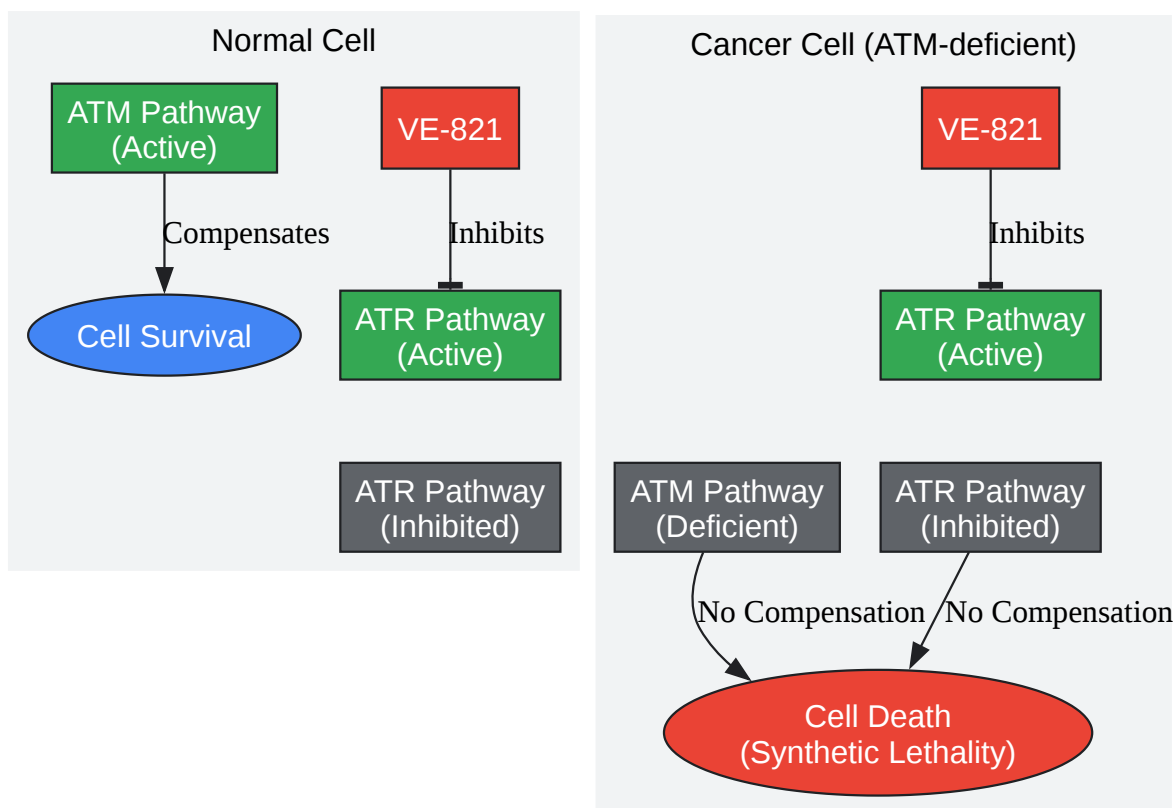 Normal Cell
ATM Pathway
(Active)
VE-821
Compensates
Inhibits
Cell Survival
ATR Pathway
(Active)
ATR Pathway
(Inhibited)
Cancer Cell (ATM-deficient)
VE-821
Inhibits
ATR Pathway
(Active)
ATM Pathway
(Deficient)
ATR Pathway
(Inhibited)
No Compensation
No Compensation
Cell Death
(Synthetic Lethality)